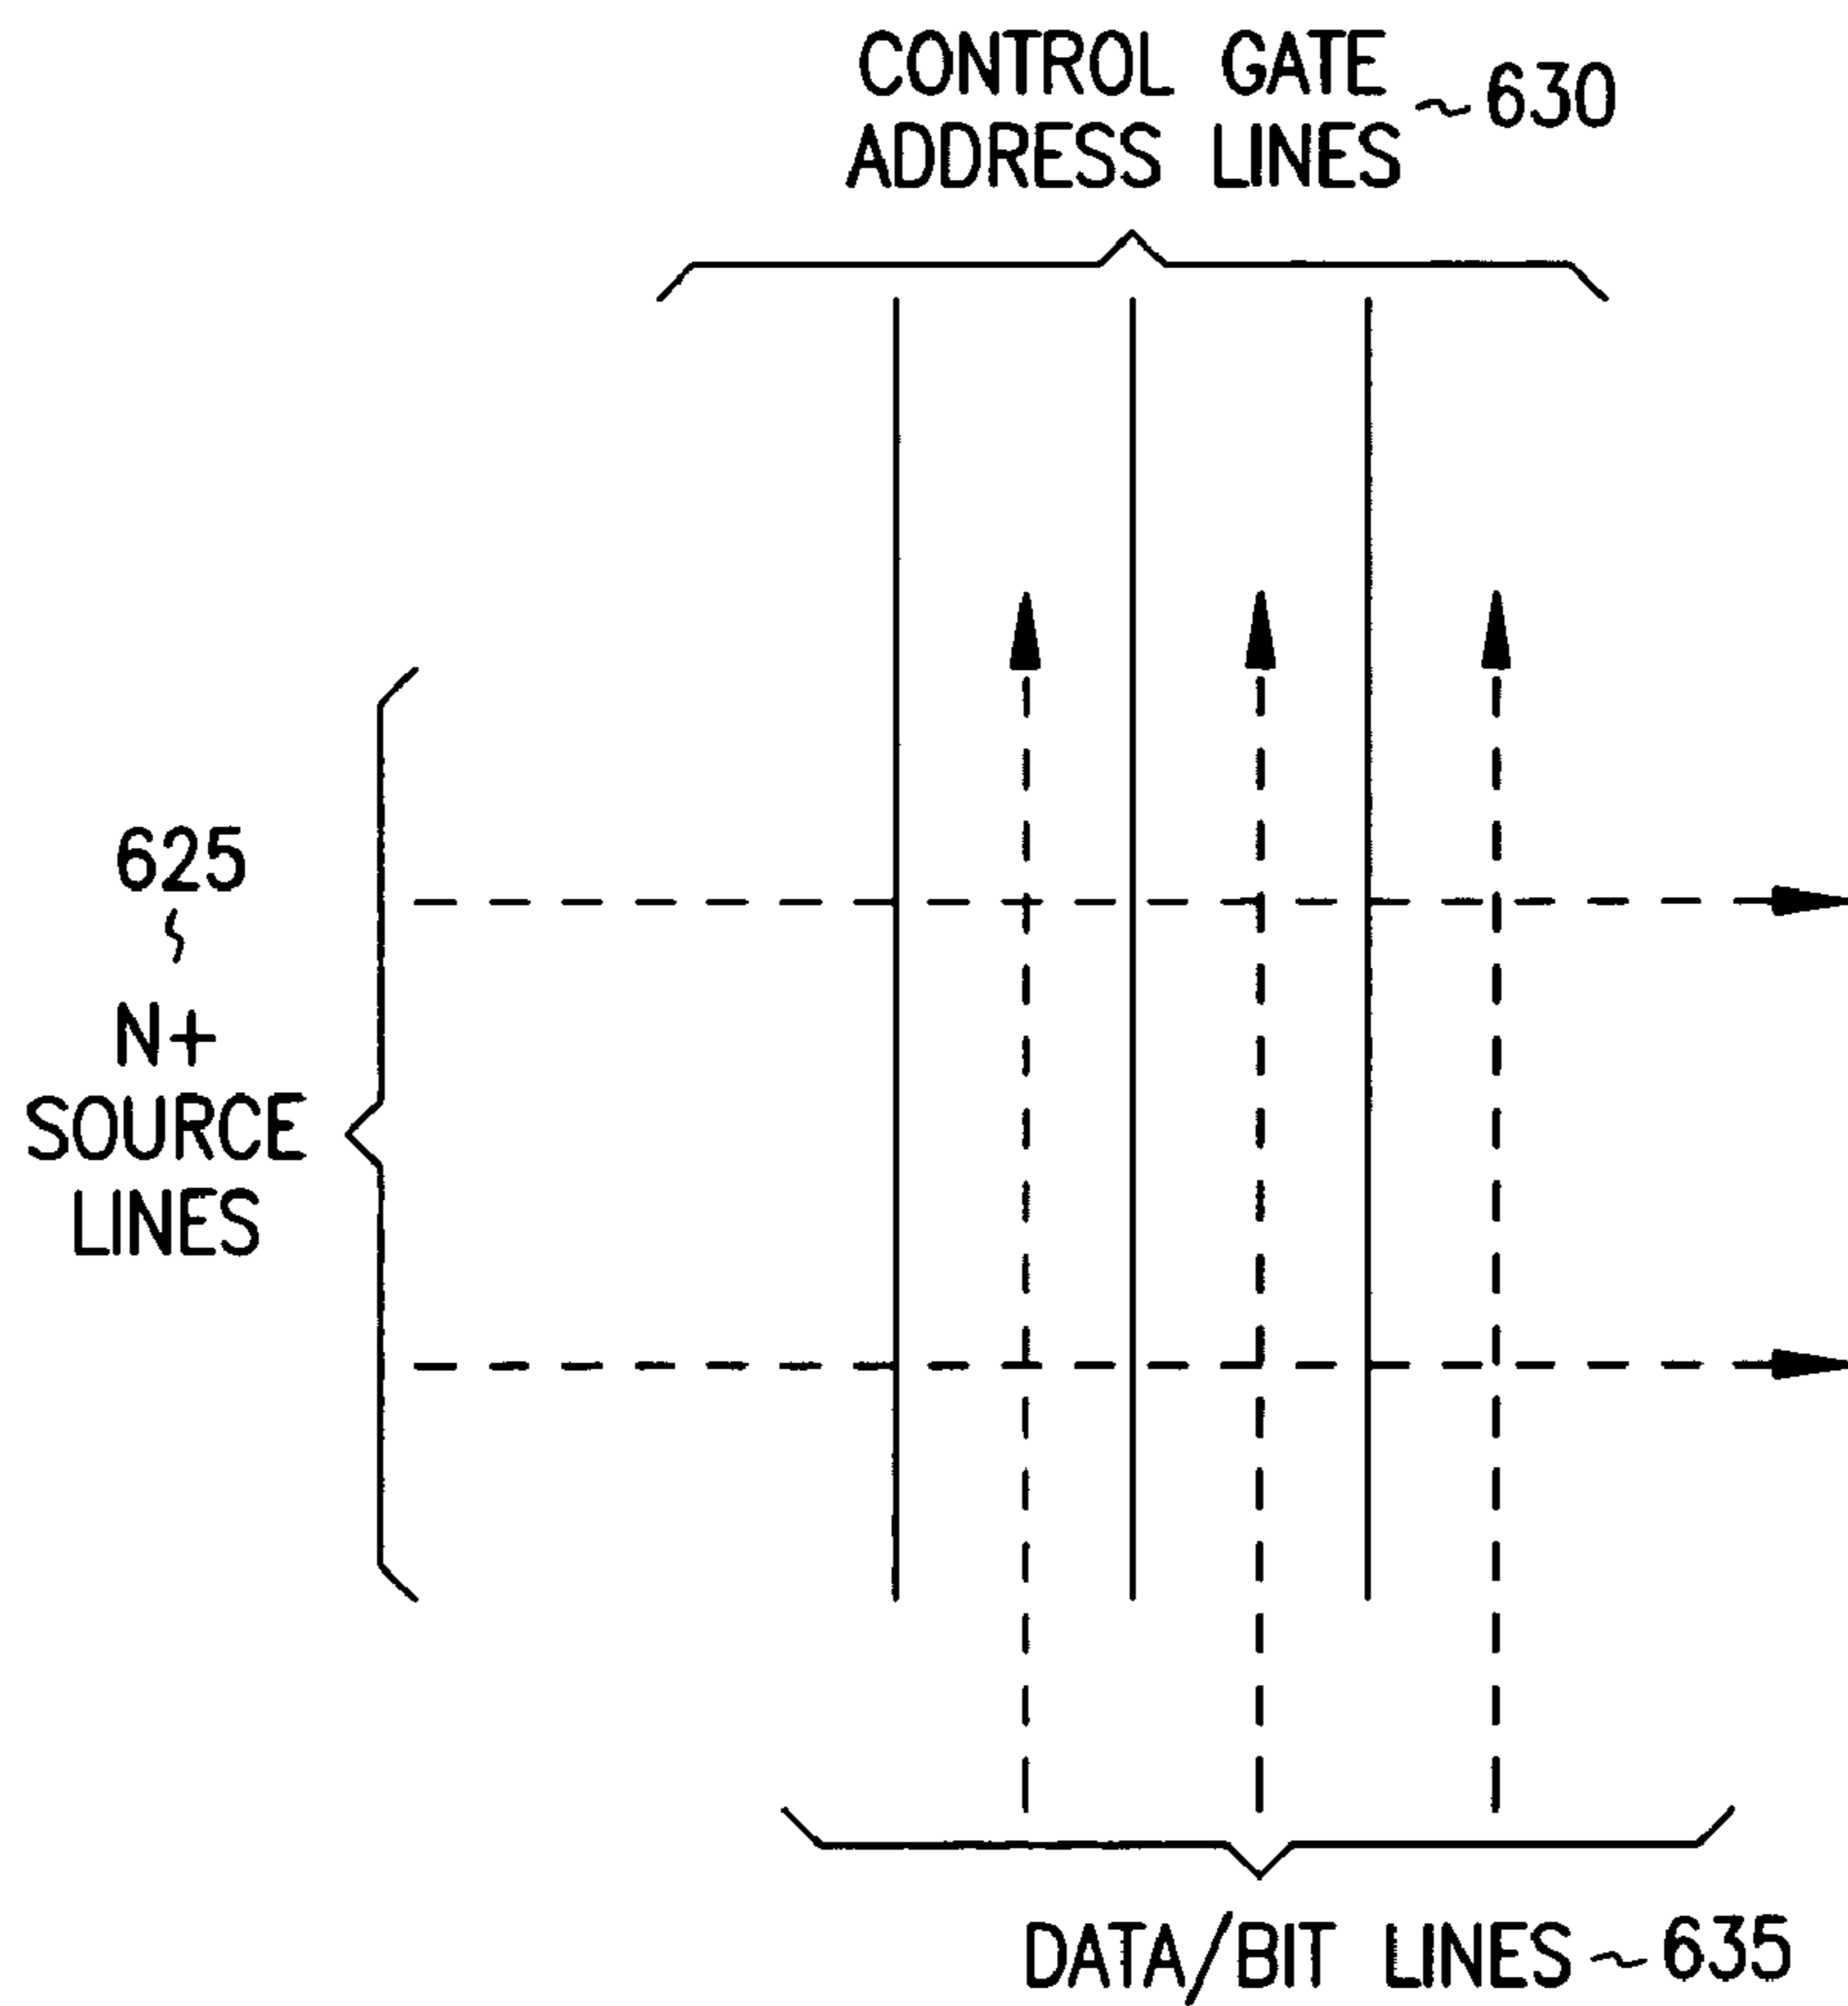 CONTROL GATE
ADDRESS LINES ~630
625
N+
SOURCE
LINES
DATA/BIT LINES ~635